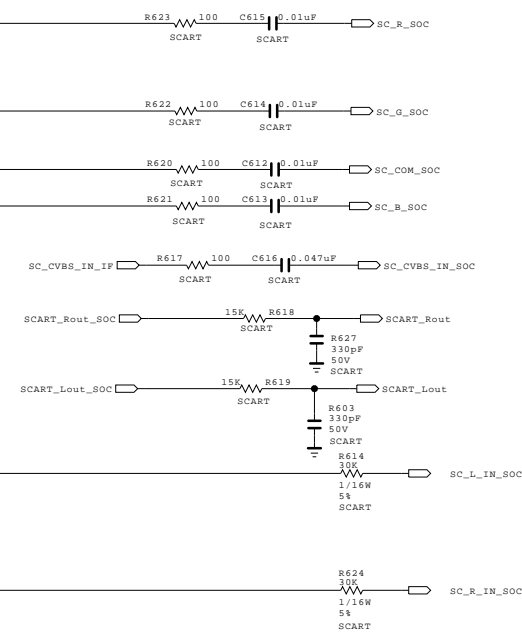 R623 100 C615 0.01uF
SC_R_SOC
SCART SCART
R622 100 C614 0.01uF
SC_G_SOC
SCART SCART
R620 100 C612 0.01uF
SC_COM_SOC
SCART SCART
R621 100 C613 0.01uF
SC_B_SOC
SCART SCART
R617 100 C616 0.047uF
SC_CVBS_IN_IF SC_CVBS_IN_SOC
SCART SCART
15K R618
SCART_Rout_SOC SCART_Rout
SCART
R627
330pF
50V
SCART
15K R619
SCART_Lout_SOC SCART_Lout
SCART
R603
330pF
50V
SCART
R614
30K
SC_L_IN_SOC
1/16W
5%
SCART
R624
30K
SC_R_IN_SOC
1/16W
5%
SCART